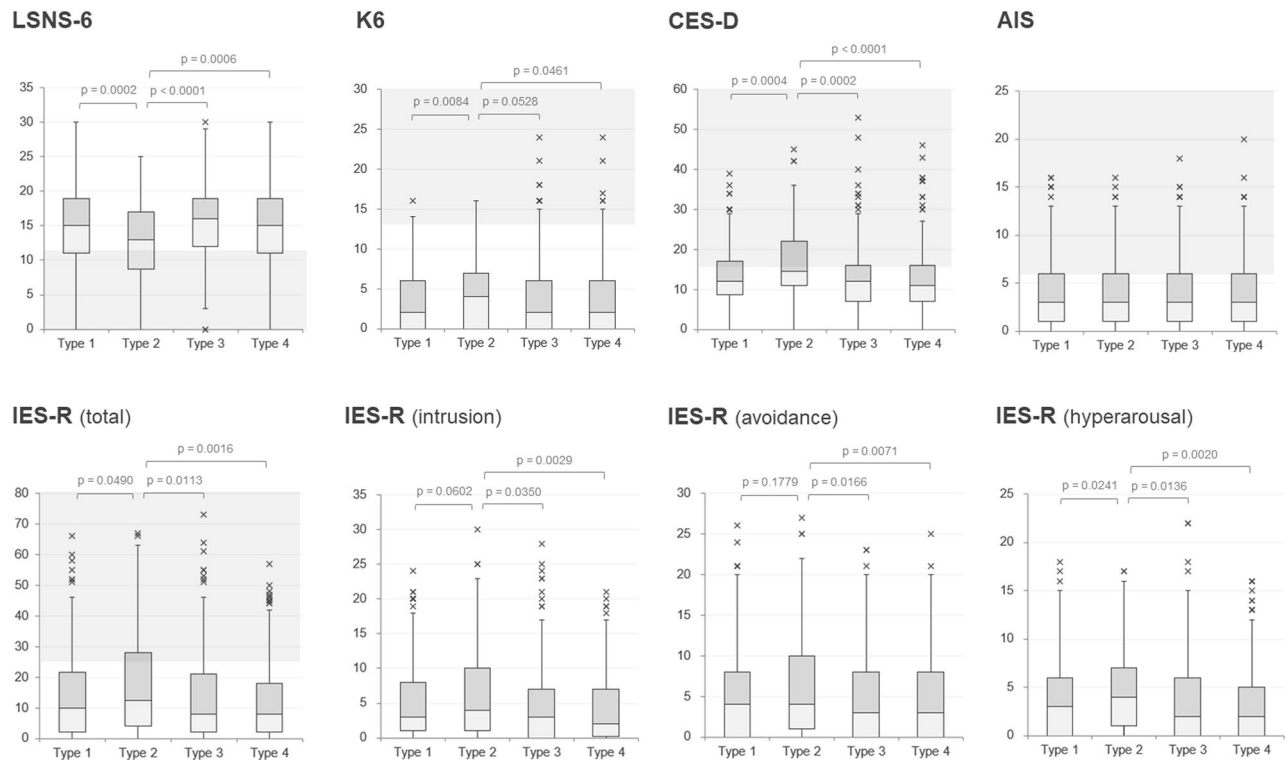 LSNS-6
p = 0.0006
p = 0.0002
p < 0.0001
35
30
25
20
15
10
5
0
Type 1 Type 2 Type 3 Type 4
K6
p = 0.0461
p = 0.0084
p = 0.0528
30
25
20
15
10
5
0
Type 1 Type 2 Type 3 Type 4
CES-D
p < 0.0001
p = 0.0004
p = 0.0002
60
50
40
30
20
10
0
Type 1 Type 2 Type 3 Type 4
AIS
25
20
15
10
5
0
Type 1 Type 2 Type 3 Type 4
IES-R (total)
p = 0.0016
p = 0.0490
p = 0.0113
80
70
60
50
40
30
20
10
0
Type 1 Type 2 Type 3 Type 4
IES-R (intrusion)
p = 0.0029
p = 0.0602
p = 0.0350
35
30
25
20
15
10
5
0
Type 1 Type 2 Type 3 Type 4
IES-R (avoidance)
p = 0.0071
p = 0.1779
p = 0.0166
30
25
20
15
10
5
0
Type 1 Type 2 Type 3 Type 4
IES-R (hyperarousal)
p = 0.0020
p = 0.0241
p = 0.0136
25
20
15
10
5
0
Type 1 Type 2 Type 3 Type 4